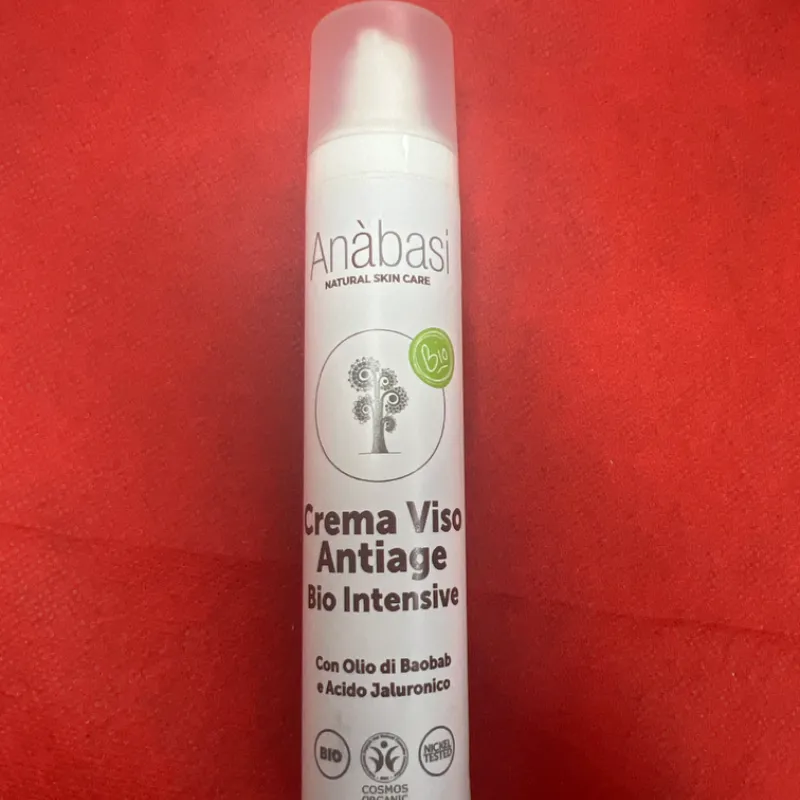 Anàbasi
NATURAL SKIN CARE
Bio
Crema Viso
Antiage
Bio Intensive
Con Olio di Baobab
e Acido Jaluronico
BIO
NICKEL
TESTED
COSMOS
ORGANIC